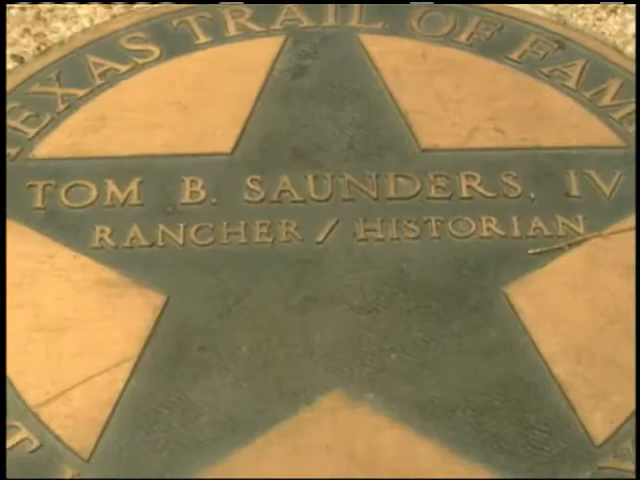 TEXAS TRAIL OF FAM
TOM B. SAUNDERS, IV
RANCHER / HISTORIAN